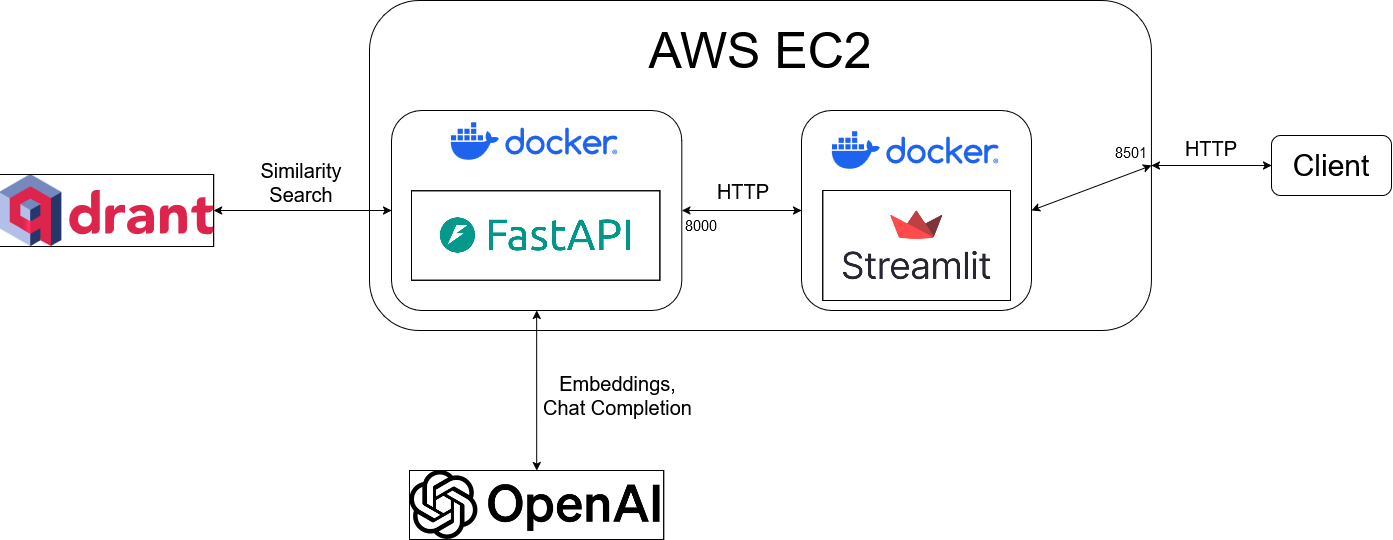 AWS EC2
docker
docker
8501
HTTP
Client
Similarity
Search
HTTP
qdrant
FastAPI
8000
Streamlit
Embeddings,
Chat Completion
OpenAI